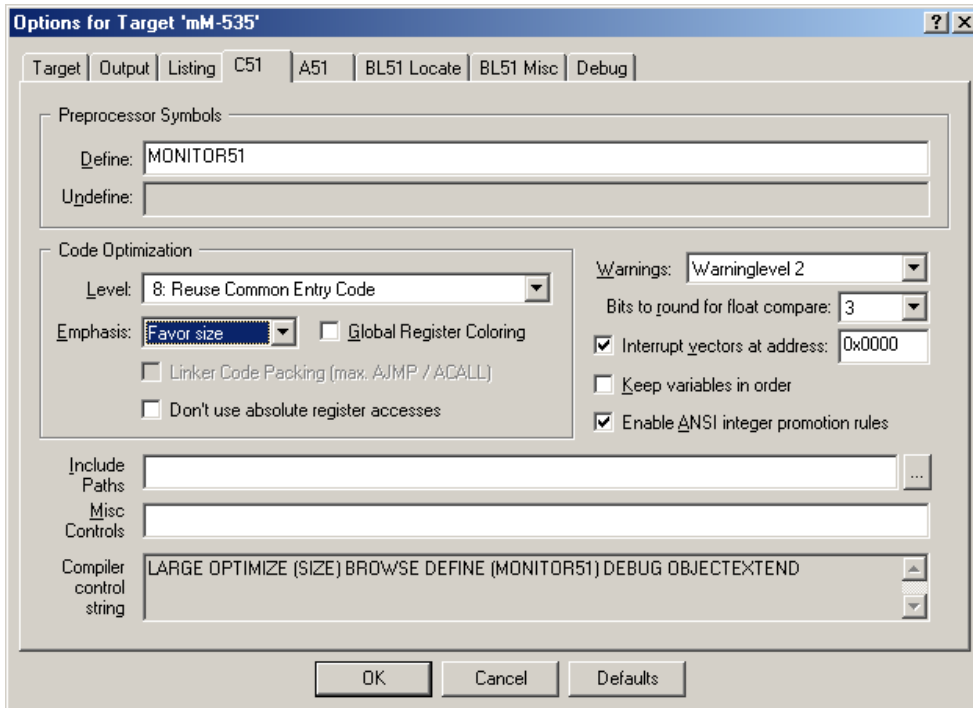 Options for Target 'mM-535'
Target Output Listing C51 A51 BL51 Locate BL51 Misc Debug
Preprocessor Symbols
Define: MONITOR51
Undefine:
Code Optimization
Level: 8: Reuse Common Entry Code
Emphasis: Favor size Global Register Coloring
Linker Code Packing (max. AJMP / ACALL)
Don't use absolute register accesses
Warnings: Warninglevel 2
Bits to round for float compare: 3
Interrupt vectors at address: 0x0000
Keep variables in order
Enable ANSI integer promotion rules
Include
Paths
...
Misc
Controls
Compiler
control
string
LARGE OPTIMIZE (SIZE) BROWSE DEFINE (MONITOR51) DEBUG OBJECTEXTEND
OK Cancel Defaults